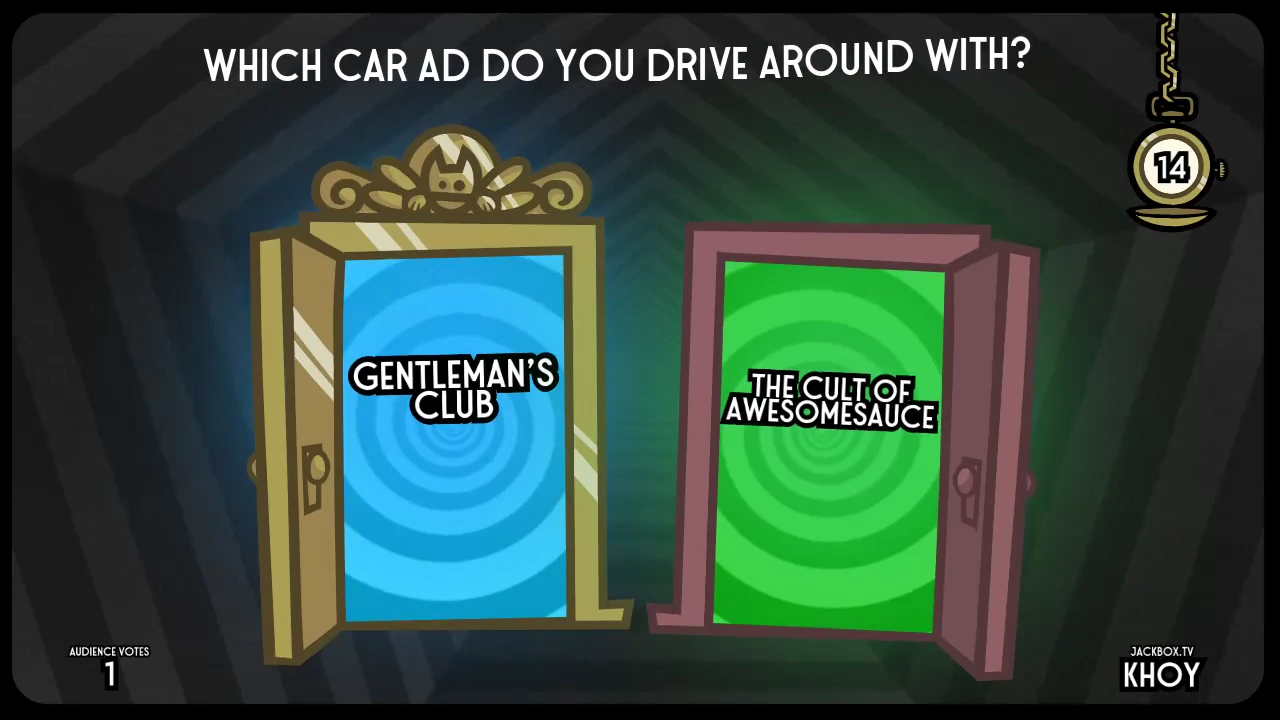 WHICH CAR AD DO YOU DRIVE AROUND WITH?
14
GENTLEMAN'S
CLUB
THE CULT OF
AWESOMESAUCE
AUDIENCE VOTES
1
JACKBOX.TV
KHOY